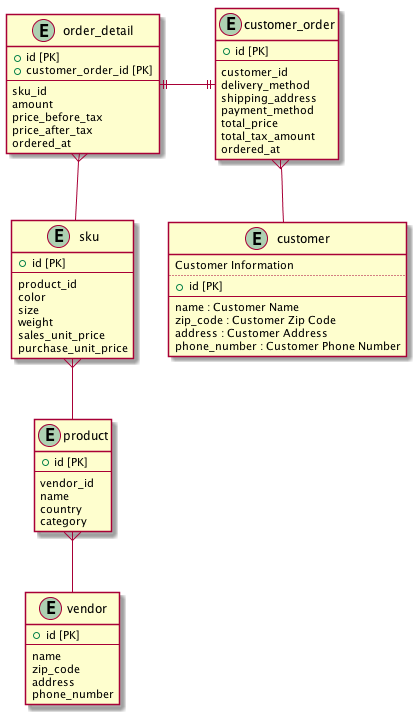 E order_detail
id [PK]
customer_order_id [PK]
sku_id
amount
price_before_tax
price_after_tax
ordered_at
E customer_order
id [PK]
customer_id
delivery_method
shipping_address
payment_method
total_price
total_tax_amount
ordered_at
E sku
id [PK]
product_id
color
size
weight
sales_unit_price
purchase_unit_price
E customer
Customer Information
id [PK]
name : Customer Name
zip_code : Customer Zip Code
address : Customer Address
phone_number : Customer Phone Number
E product
id [PK]
vendor_id
name
country
category
E vendor
id [PK]
name
zip_code
address
phone_number